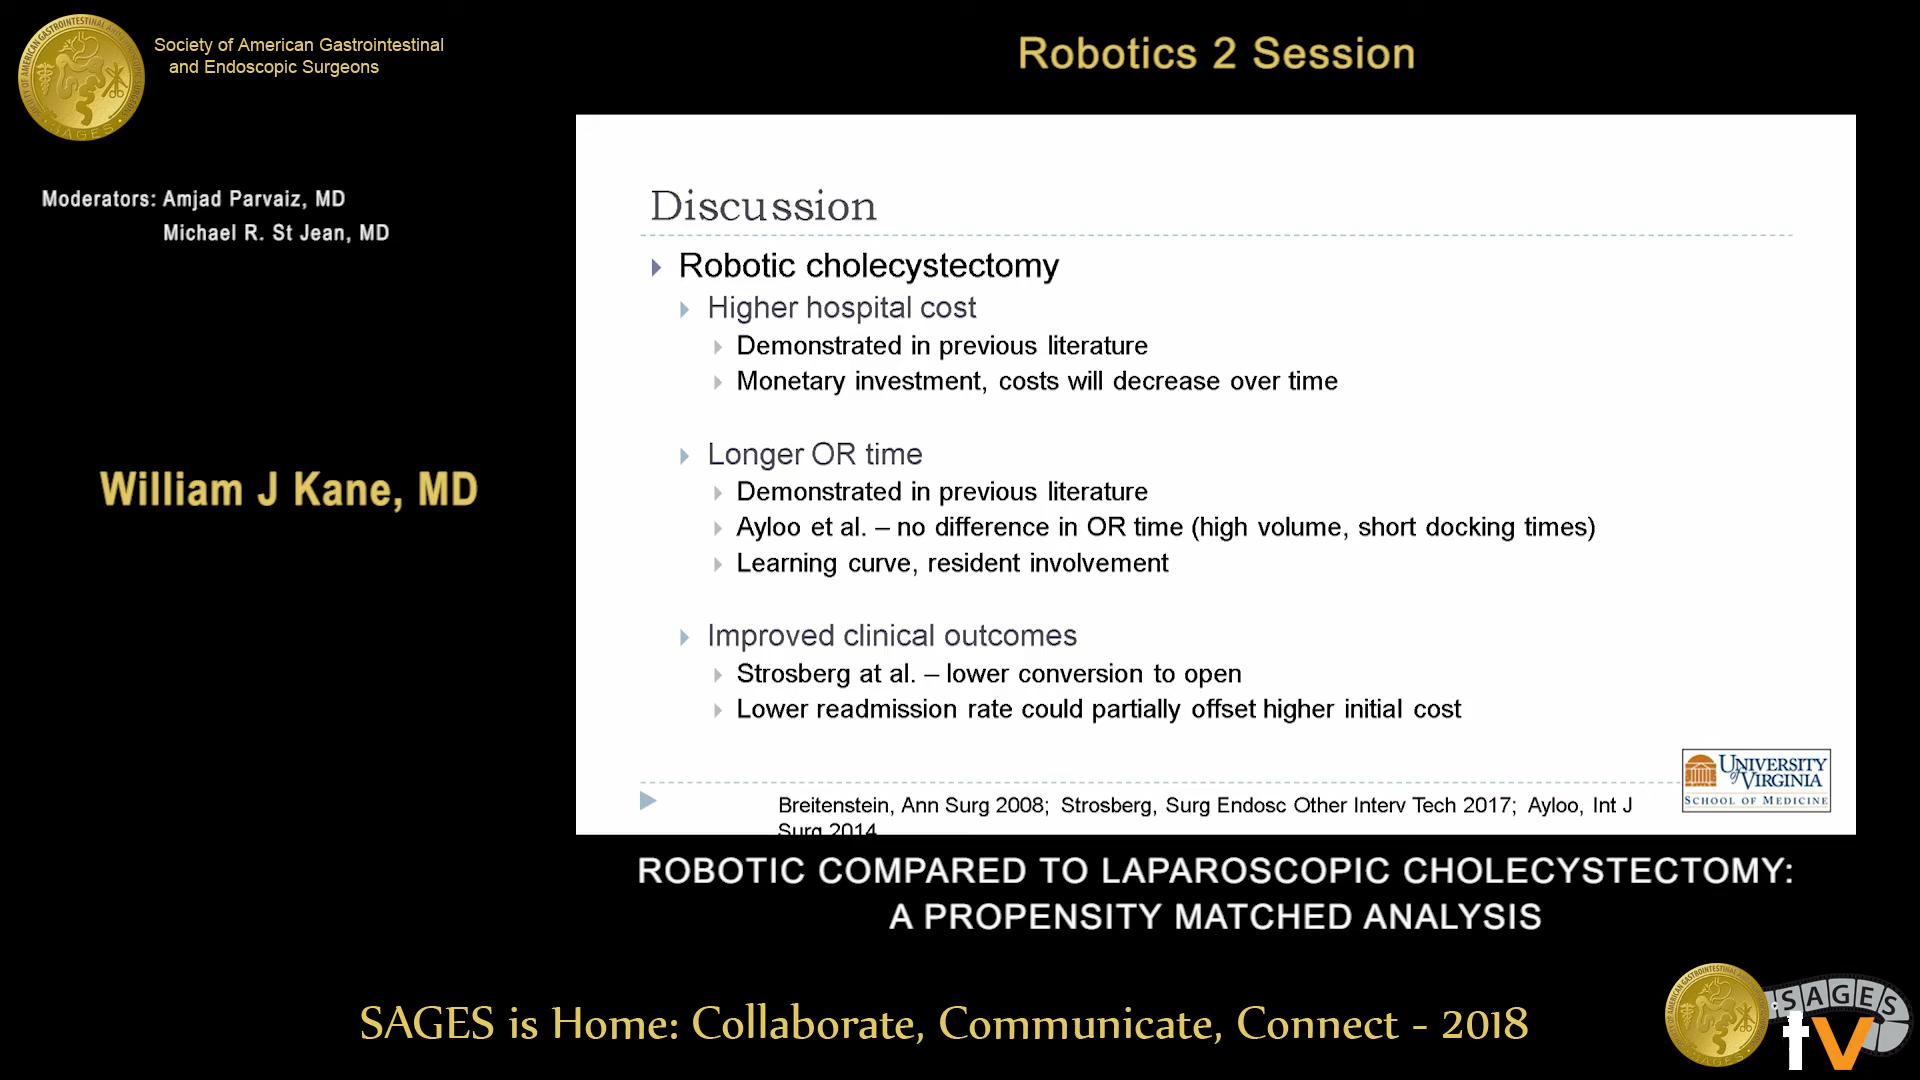 Society of American Gastrointestinal
and Endoscopic Surgeons
Robotics 2 Session
Moderators: Amjad Parvaiz, MD
Michael R. St Jean, MD
William J Kane, MD
Discussion
Robotic cholecystectomy
Higher hospital cost
Demonstrated in previous literature
Monetary investment, costs will decrease over time
Longer OR time
Demonstrated in previous literature
Ayloo et al. – no difference in OR time (high volume, short docking times)
Learning curve, resident involvement
Improved clinical outcomes
Strosberg at al. – lower conversion to open
Lower readmission rate could partially offset higher initial cost
Breitenstein, Ann Surg 2008; Strosberg, Surg Endosc Other Interv Tech 2017; Ayloo, Int J
Surg 2014
UNIVERSITY
of VIRGINIA
SCHOOL OF MEDICINE
ROBOTIC COMPARED TO LAPAROSCOPIC CHOLECYSTECTOMY:
A PROPENSITY MATCHED ANALYSIS
SAGES is Home: Collaborate, Communicate, Connect - 2018
SAGES
tv